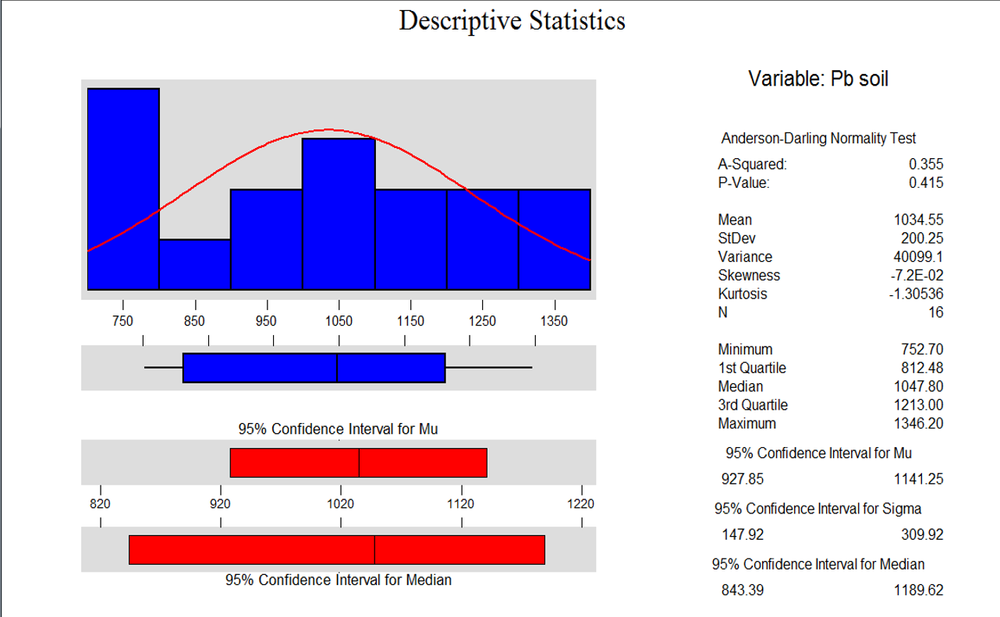 Descriptive Statistics
Variable: Pb soil
Anderson-Darling Normality Test
A-Squared: 0.355
P-Value: 0.415
Mean 1034.55
StDev 200.25
Variance 40099.1
Skewness -7.2E-02
Kurtosis -1.30536
N 16
Minimum 752.70
1st Quartile 812.48
Median 1047.80
3rd Quartile 1213.00
Maximum 1346.20
95% Confidence Interval for Mu
927.85 1141.25
95% Confidence Interval for Sigma
147.92 309.92
95% Confidence Interval for Median
843.39 1189.62
750 850 950 1050 1150 1250 1350
95% Confidence Interval for Mu
820 920 1020 1120 1220
95% Confidence Interval for Median